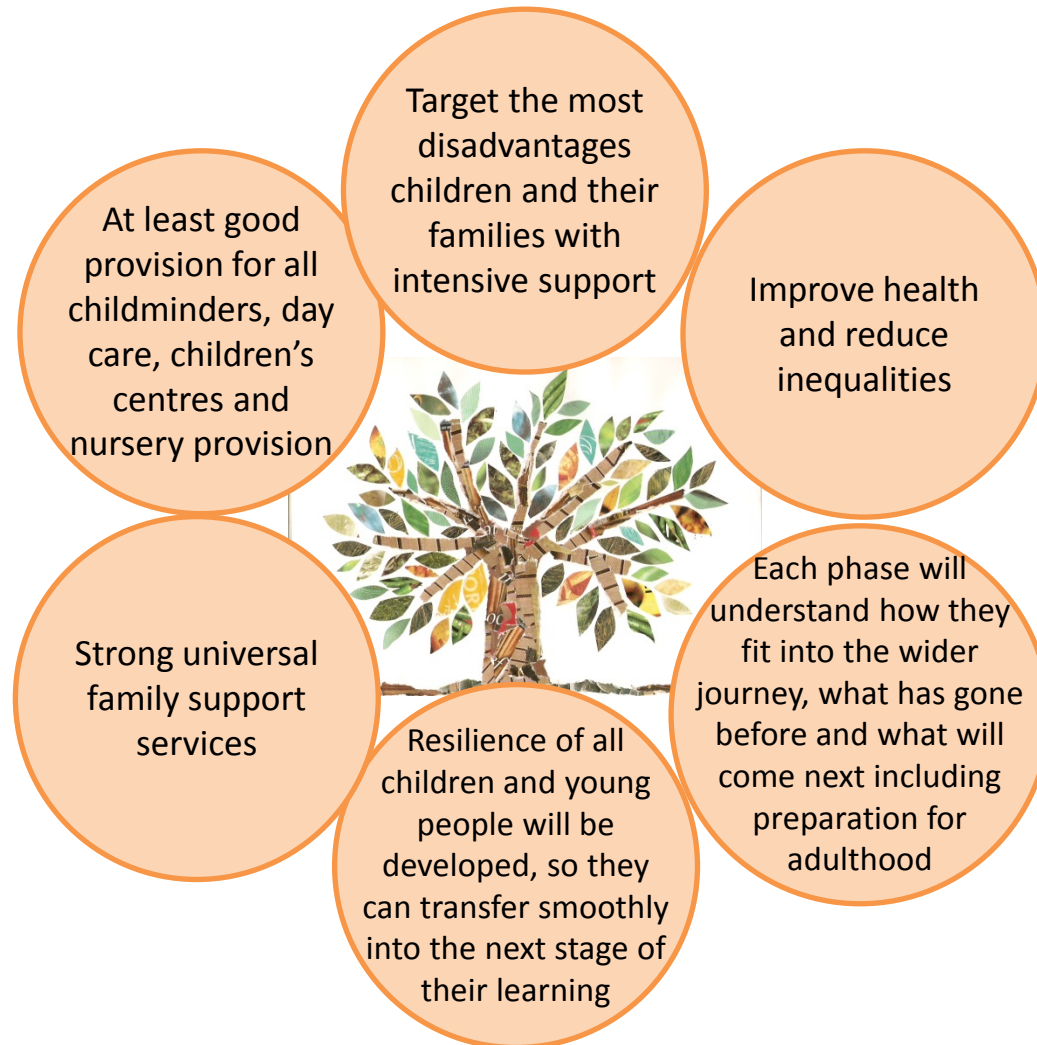 Target the most
disadvantages
children and their
families with
intensive support
Improve health
and reduce
inequalities
Each phase will
understand how they
fit into the wider
journey, what has gone
before and what will
come next including
preparation for
adulthood
Resilience of all
children and young
people will be
developed, so they
can transfer smoothly
into the next stage of
their learning
Strong universal
family support
services
At least good
provision for all
childminders, day
care, children’s
centres and
nursery provision